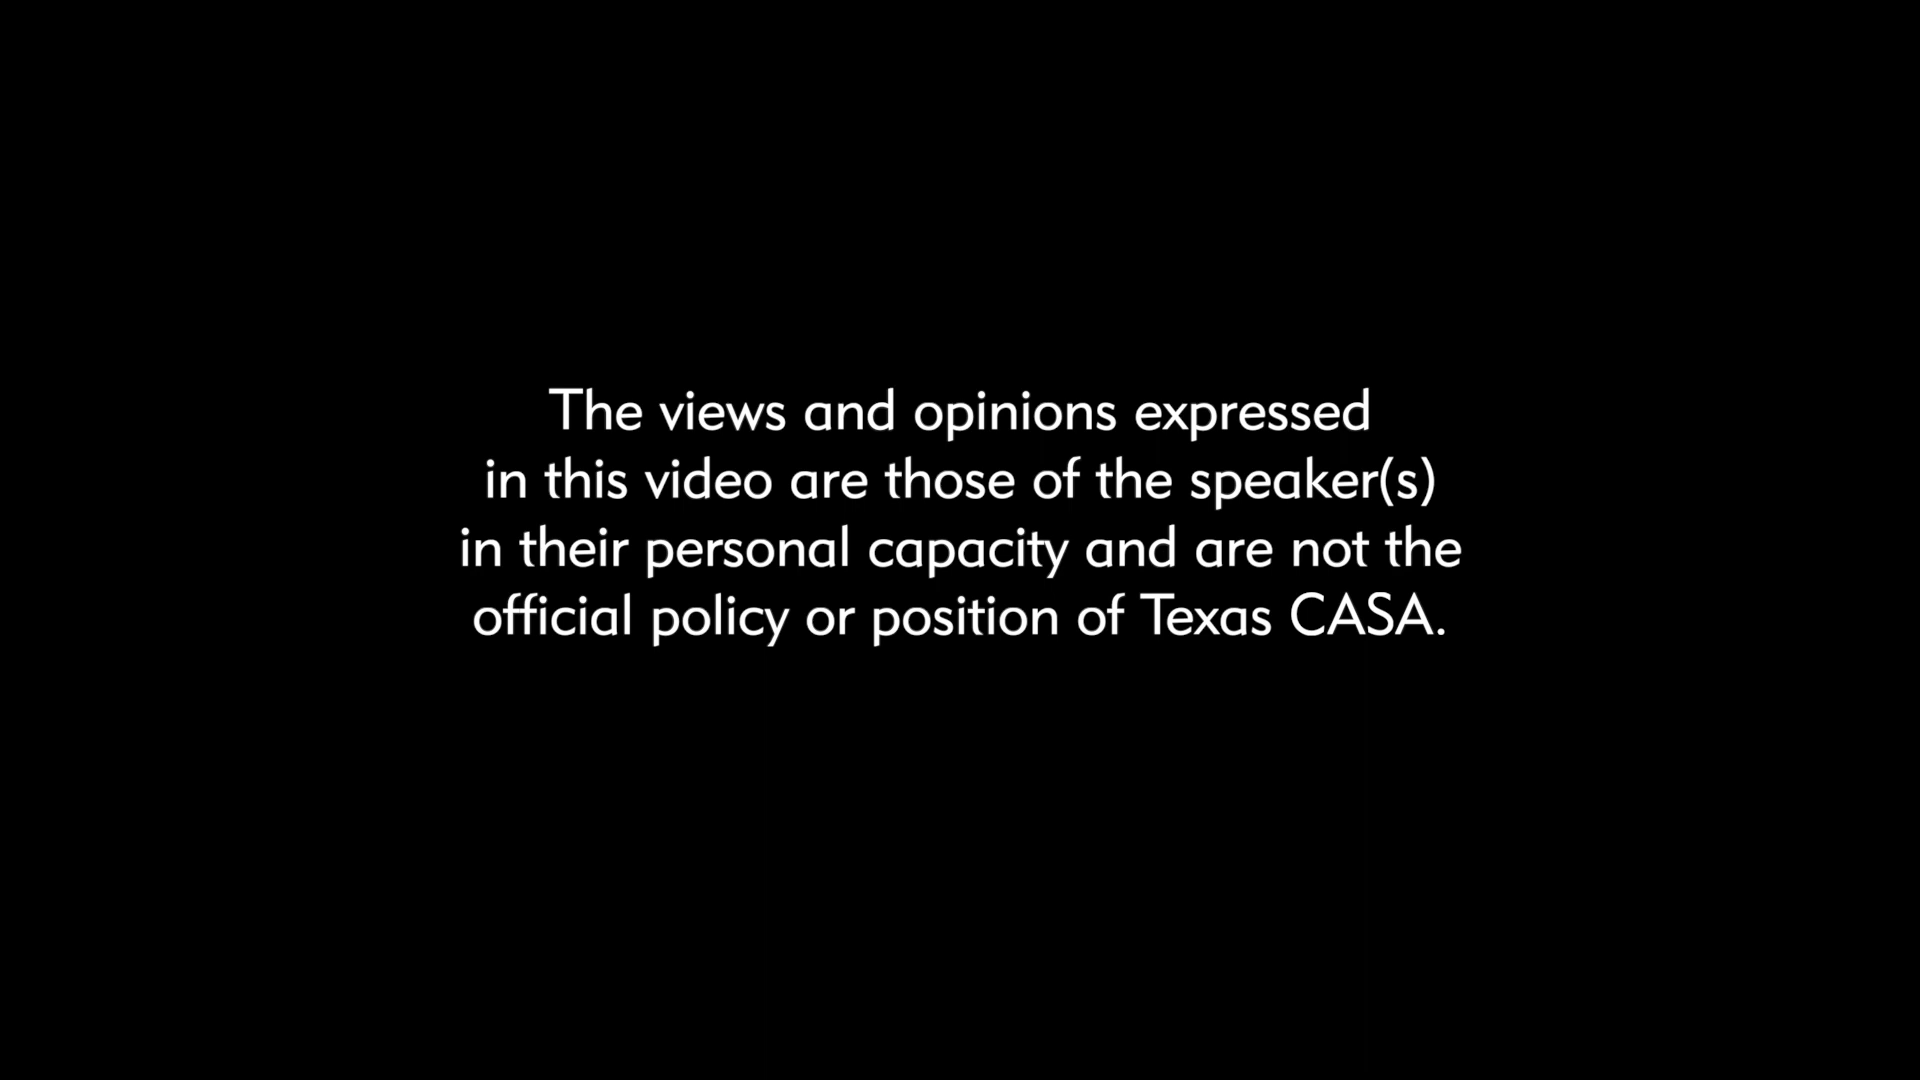 The views and opinions expressed
in this video are those of the speaker(s)
in their personal capacity and are not the
official policy or position of Texas CASA.